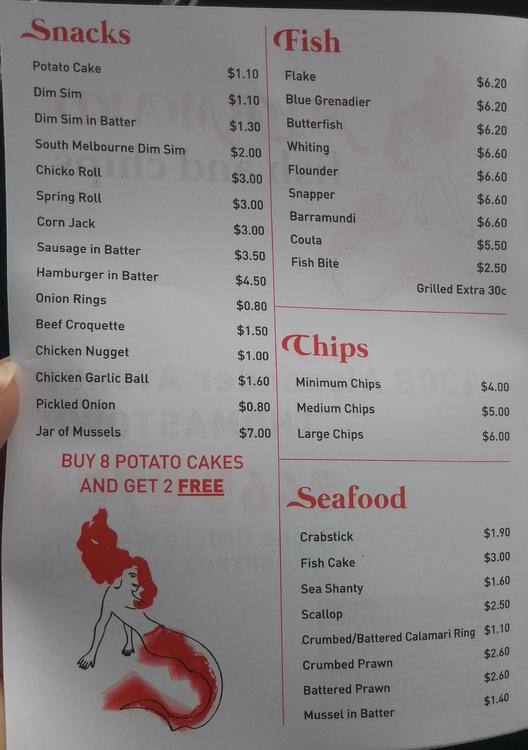 Snacks
Potato Cake $1.10
Dim Sim $1.10
Dim Sim in Batter $1.30
South Melbourne Dim Sim $2.00
Chicko Roll $3.00
Spring Roll $3.00
Corn Jack $3.00
Sausage in Batter $3.50
Hamburger in Batter $4.50
Onion Rings $0.80
Beef Croquette $1.50
Chicken Nugget $1.00
Chicken Garlic Ball $1.60
Pickled Onion $0.80
Jar of Mussels $7.00
BUY 8 POTATO CAKES
AND GET 2 FREE
Fish
Flake $6.20
Blue Grenadier $6.20
Butterfish $6.20
Whiting $6.60
Flounder $6.60
Snapper $6.60
Barramundi $6.60
Couta $5.50
Fish Bite $2.50
Grilled Extra 30c
Chips
Minimum Chips $4.00
Medium Chips $5.00
Large Chips $6.00
Seafood
Crabstick $1.90
Fish Cake $3.00
Sea Shanty $1.60
Scallop $2.50
Crumbed/Battered Calamari Ring $1.10
Crumbed Prawn $2.60
Battered Prawn $2.60
Mussel in Batter $1.40